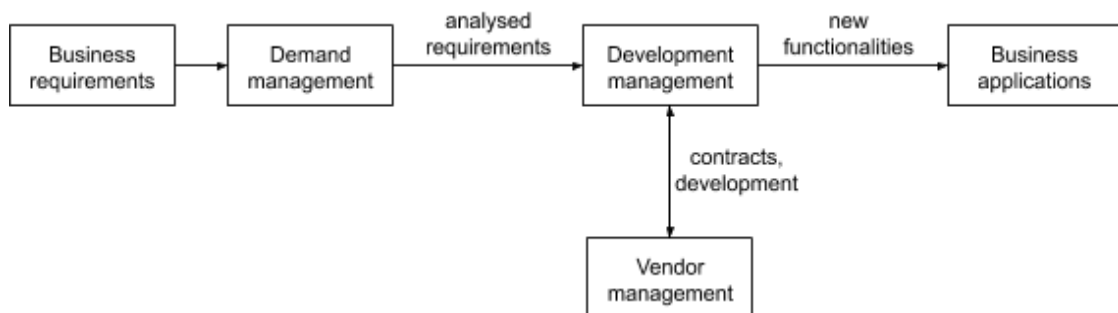 Business
requirements
Demand
management
analysed
requirements
Development
management
new
functionalities
Business
applications
contracts,
development
Vendor
management